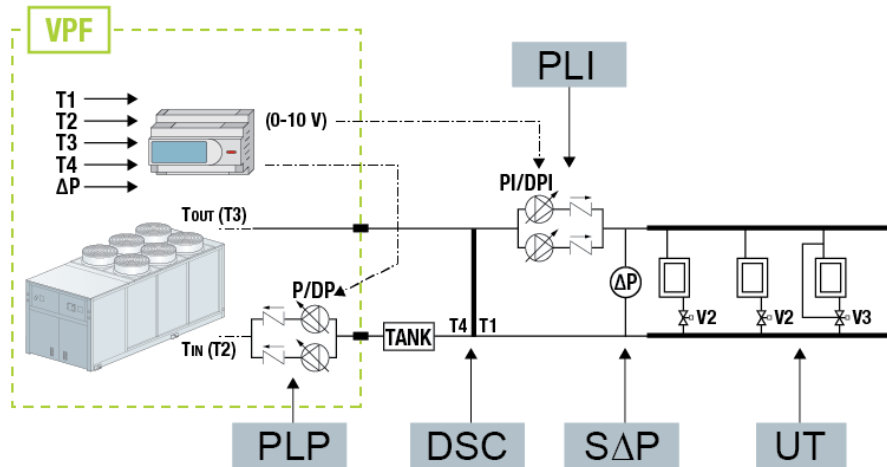 VPF
PLI
T1
T2
(0-10 V)
T3
T4
ΔP
PI/DPI
TOUT (T3)
P/DP
ΔP
TIN (T2)
TANK
T4
T1
V2
V2
V3
PLP
DSC
SΔP
UT